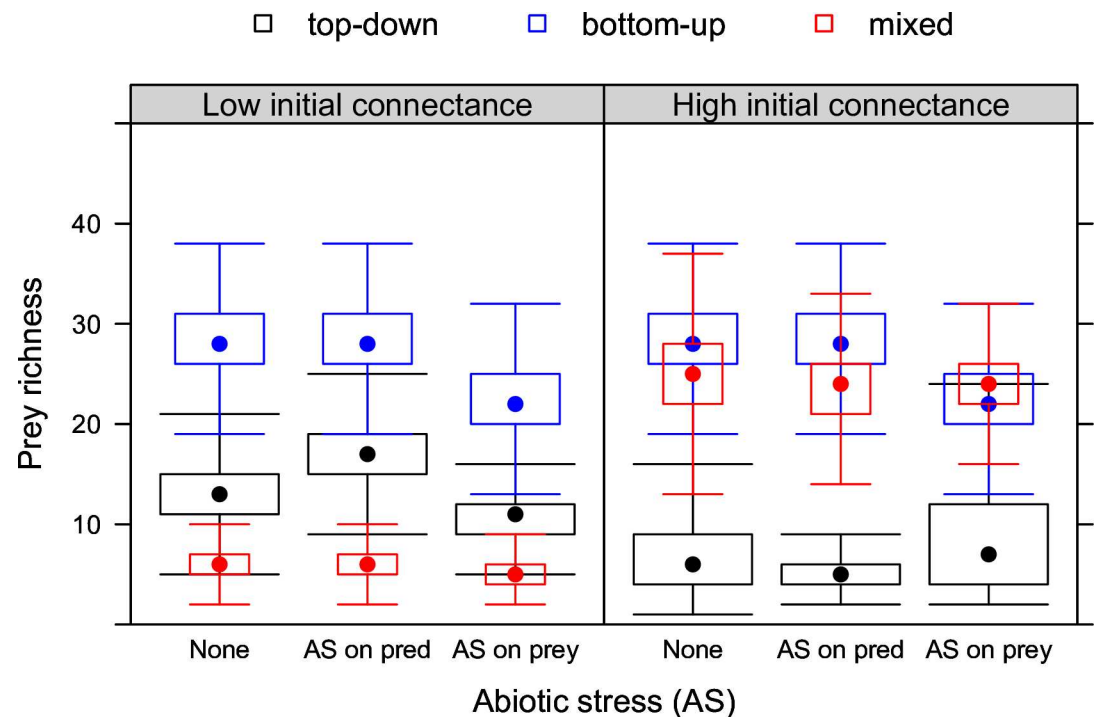 top-down bottom-up mixed
Low initial connectance High initial connectance
Prey richness
40
30
20
10
None AS on pred AS on prey None AS on pred AS on prey
Abiotic stress (AS)